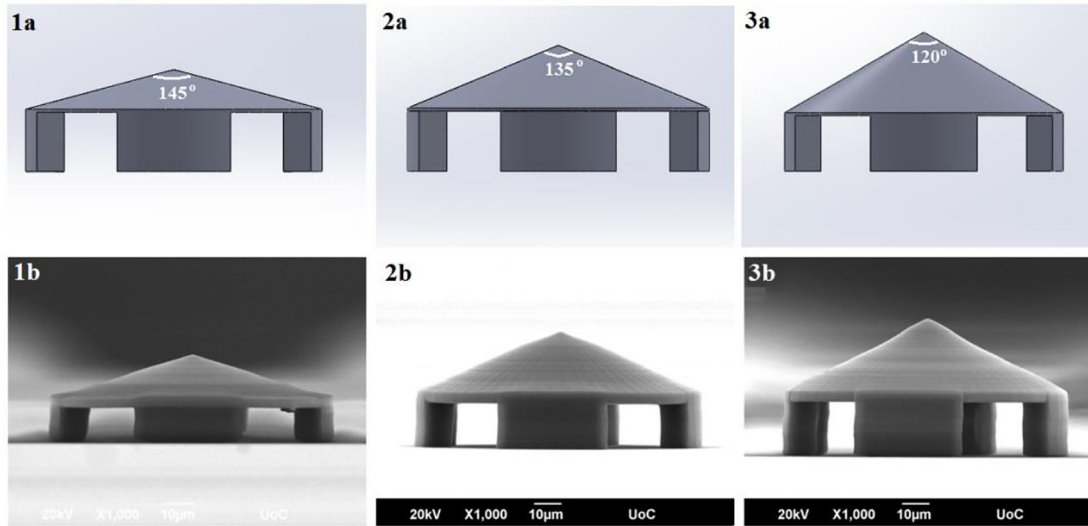 1a
145°
2a
135°
3a
120°
1b
20kV X1,000 10μm UoC
2b
20kV X1,000 10μm UoC
3b
20kV X1,000 10μm UoC